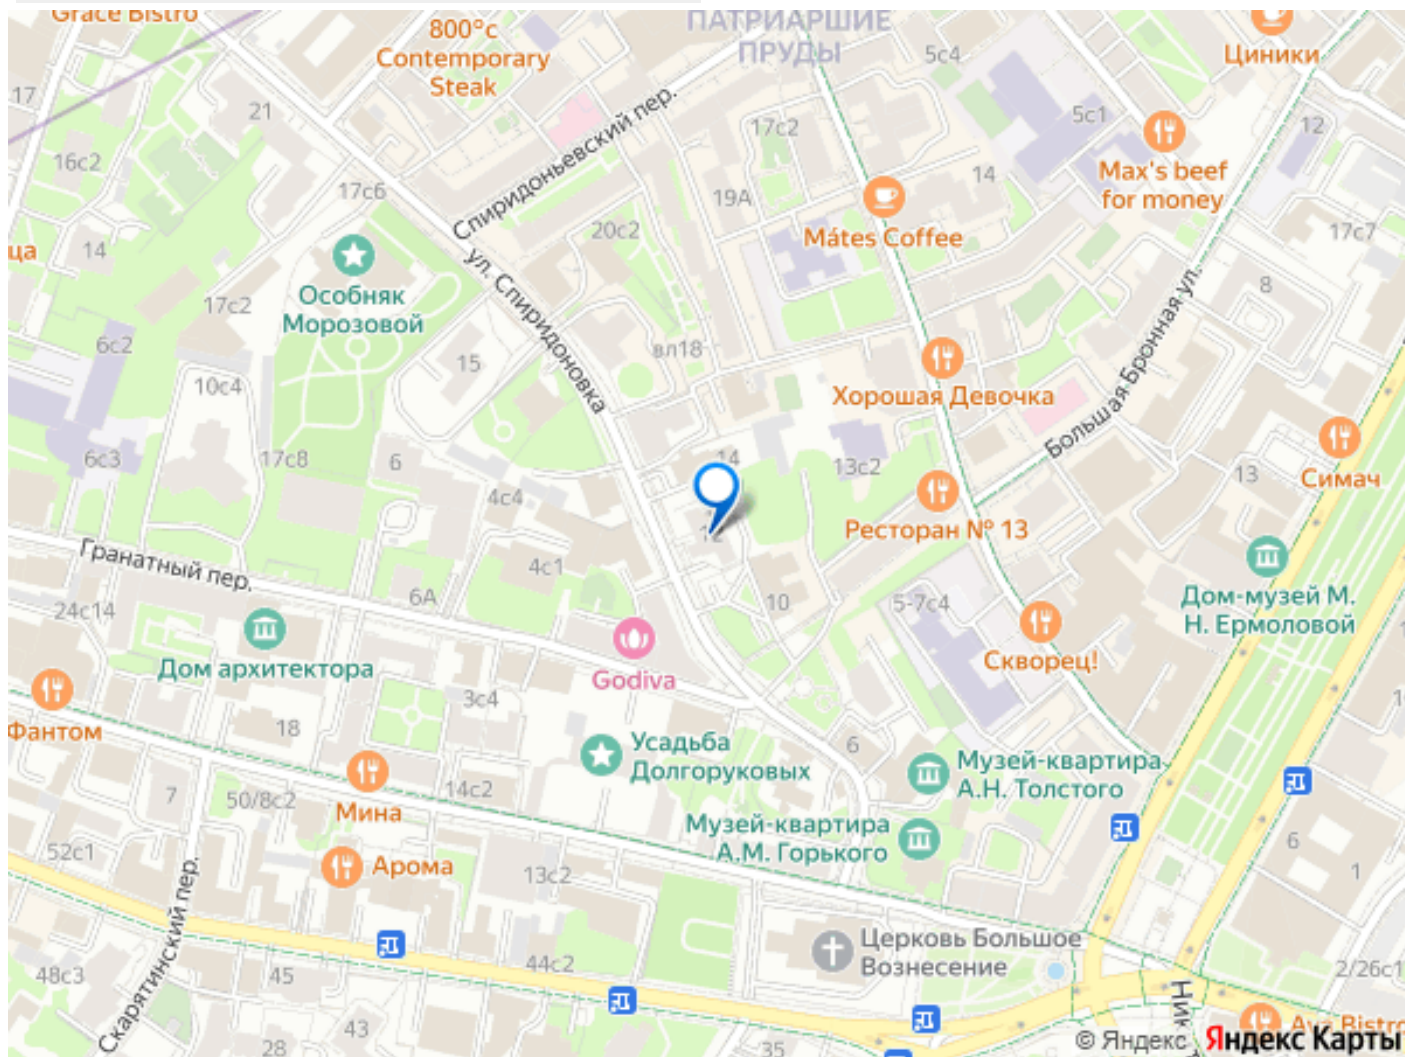 Grace Bistro
800°c
Contemporary
Steak
ПАТРИАРШИЕ
ПРУДЫ
5с4
Циники
17
21
16с2
17с6
Спиридоньевский пер.
17с2
5с1
12
Max's beef
for money
14
19А
20с2
Mátes Coffee
17с7
ца
14
Особняк
Морозовой
17с2
ул. Спиридоновка
8
6с2
15
вл18
10с4
Хорошая Девочка
Большая Бронная ул.
6с3
17с8
6
4с4
14
13с2
13
Симач
Ресторан № 13
Гранатный пер.
4с1
6А
10
5-7с4
24с14
Дом-музей М.
Н. Ермоловой
Дом архитектора
Godiva
Скворец!
3с4
Фантом
18
Усадьба
Долгоруковых
6
Музей-квартира
А.Н. Толстого
7
50/8с2
Мина
14с2
Музей-квартира
А.М. Горького
6
52с1
Арома
13с2
1
Скарятинский пер.
Церковь Большое
Вознесение
48с3
45
44с2
2/26с1
43
28
35
Ник
Ave Bistro
© Яндекс Яндекс Карты